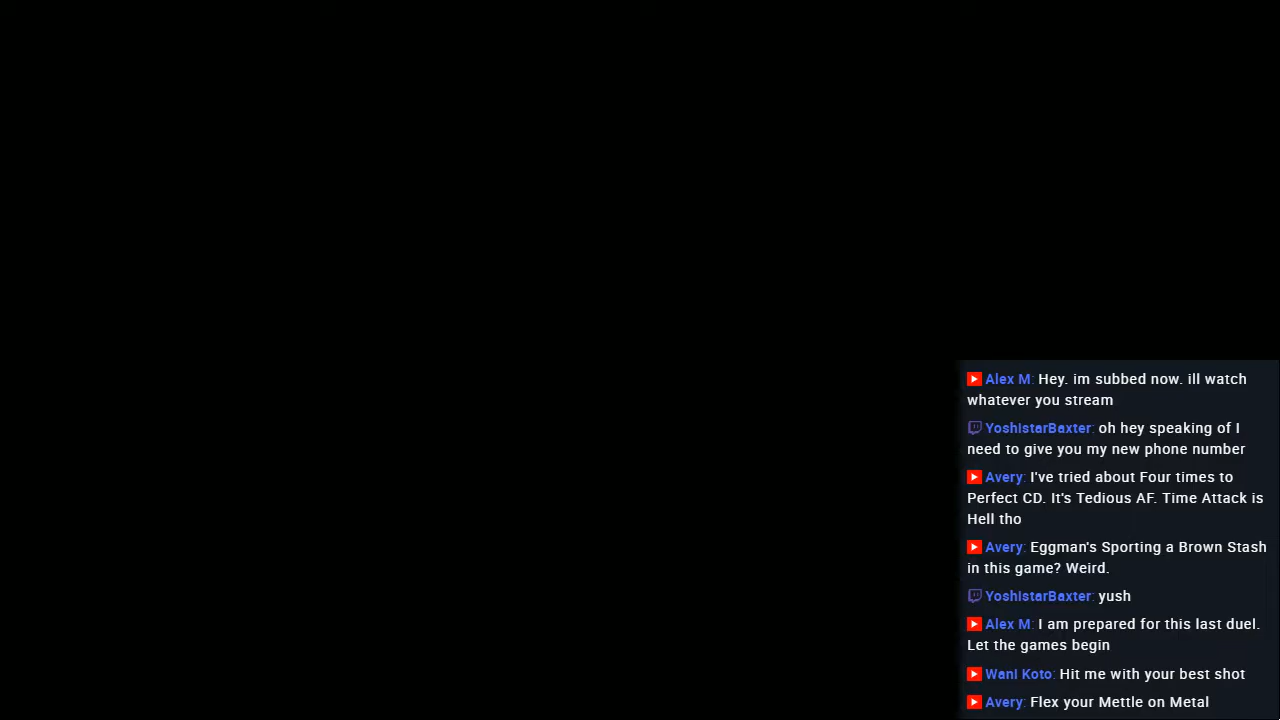 Alex M: Hey. im subbed now. ill watch
whatever you stream
YoshistarBaxter: oh hey speaking of I
need to give you my new phone number
Avery: I've tried about Four times to
Perfect CD. It's Tedious AF. Time Attack is
Hell tho
Avery: Eggman's Sporting a Brown Stash
in this game? Weird.
YoshistarBaxter: yush
Alex M: I am prepared for this last duel.
Let the games begin
Wani Koto: Hit me with your best shot
Avery: Flex your Mettle on Metal